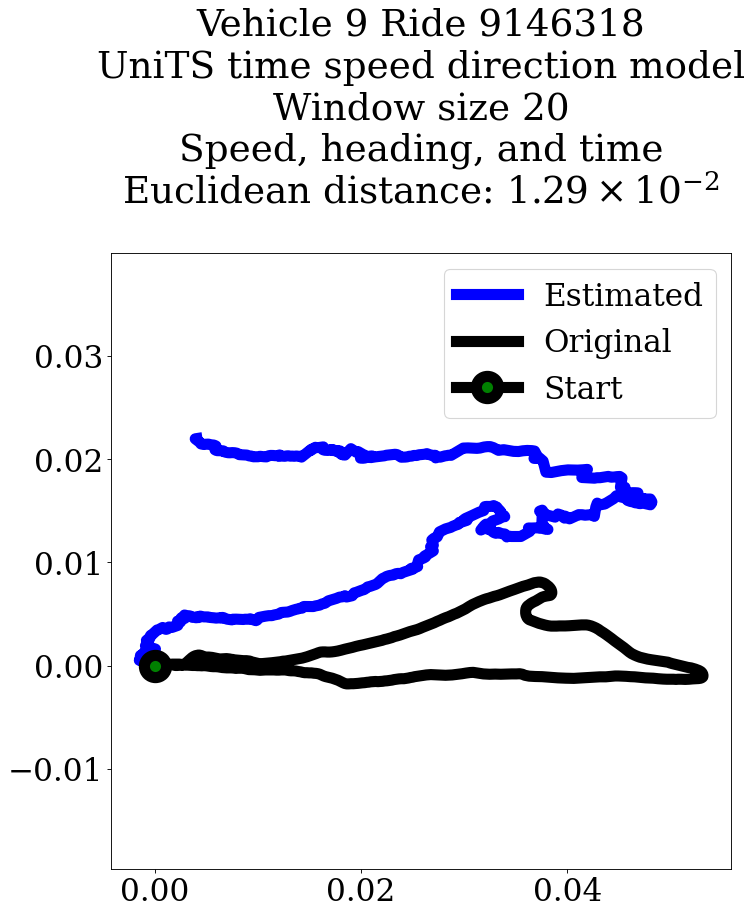 Vehicle 9 Ride 9146318
UniTS time speed direction model
Window size 20
Speed, heading, and time
Euclidean distance: 1.29 × 10⁻²
Estimated
Original
Start
0.03
0.02
0.01
0.00
−0.01
0.00 0.02 0.04